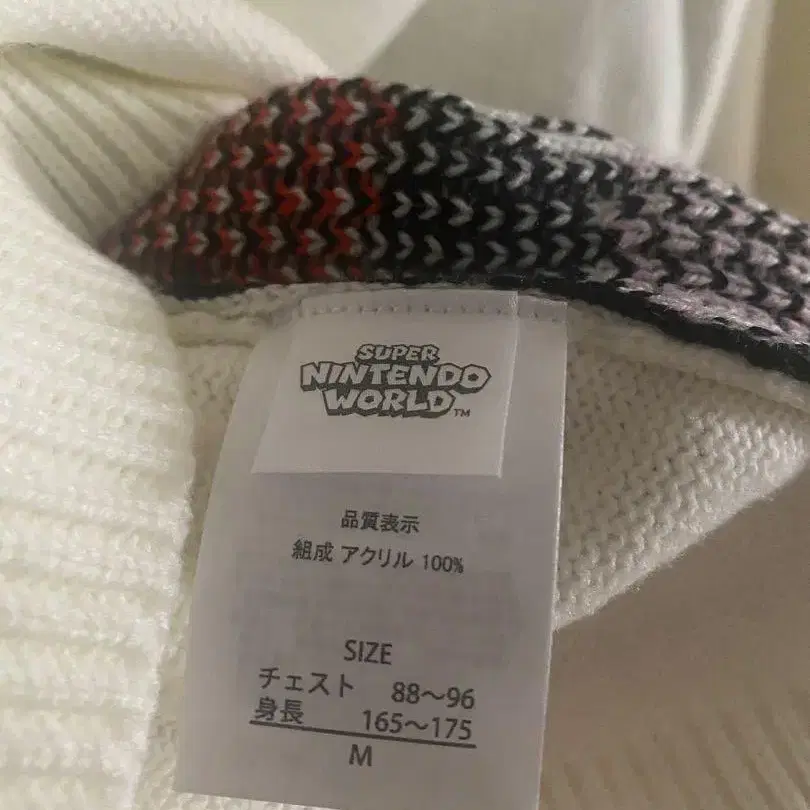 SUPER
NINTENDO
WORLD™
品質表示
組成 アクリル 100%
SIZE
チェスト 88～96
身長 165～175
M